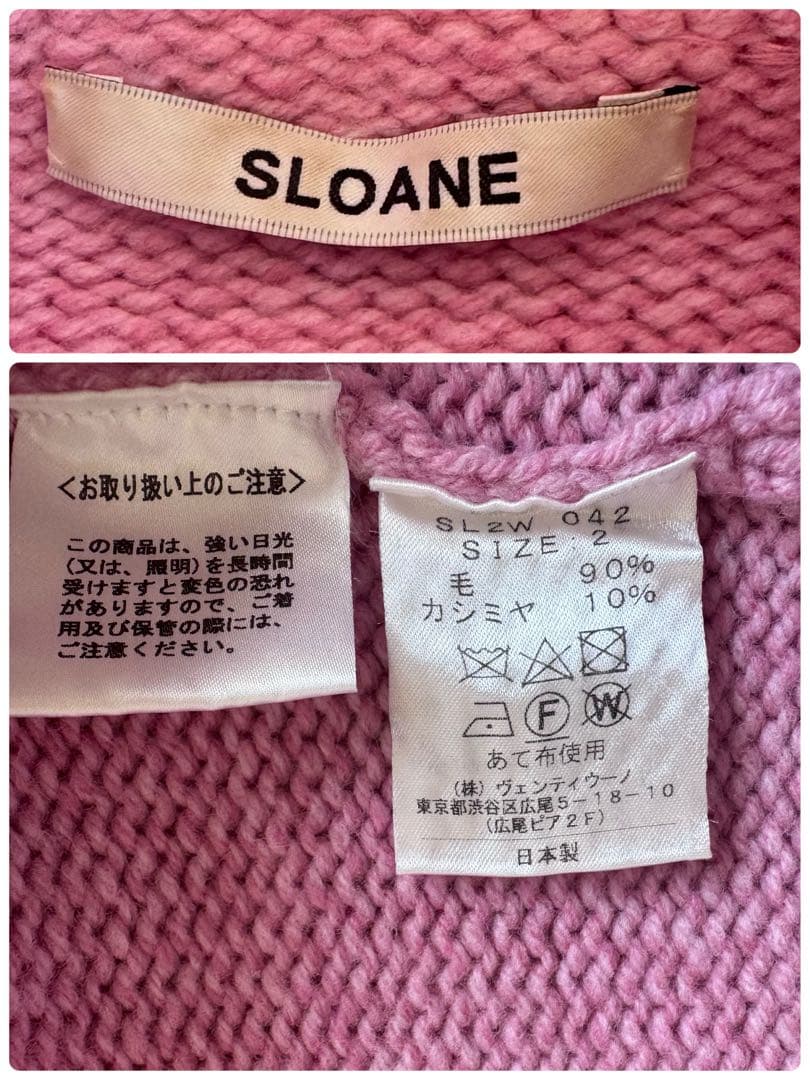 SLOANE
<お取り扱い上のご注意>
この商品は、強い日光
(又は、照明)を長時間
受けますと変色の恐れ
がありますので、ご着
用及び保管の際には、
ご注意ください。
SL2W 042
SIZE 2
毛 90%
カシミヤ 10%
F W
あて布使用
(株) ヴェンティウーノ
東京都渋谷区広尾5-18-10
(広尾ピア2F)
日本製